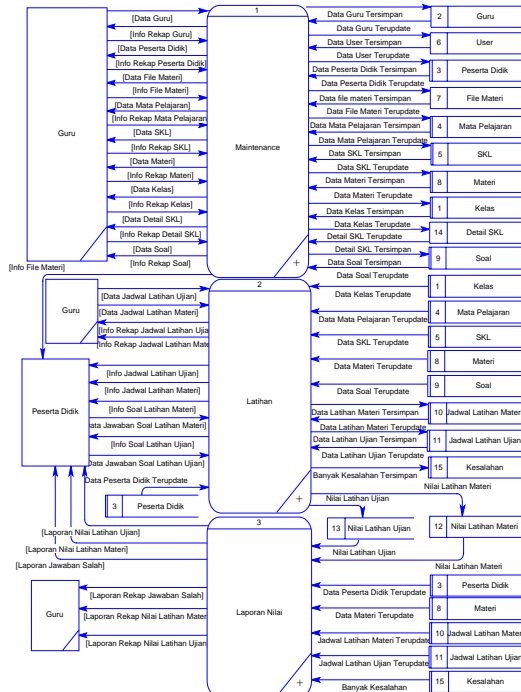 1
[Data Guru]
[Info Rekap Guru]
[Data Peserta Didik]
[Info Rekap Peserta Didik]
[Data File Materi]
[Info File Materi]
[Data Mata Pelajaran]
[Info Rekap Mata Pelajaran]
[Data SKL]
[Info Rekap SKL]
[Data Materi]
[Info Rekap Materi]
[Data Kelas]
[Info Rekap Kelas]
[Data Detail SKL]
[Info Rekap Detail SKL]
[Data Soal]
[Info Rekap Soal]
[Info File Materi]
Guru
Maintenance
+
Data Guru Tersimpan
Data Guru Terupdate
Data User Tersimpan
Data User Terupdate
Data Peserta Didik Tersimpan
Data Peserta Didik Terupdate
Data file materi Tersimpan
Data File Materi Terupdate
Data Mata Pelajaran Tersimpan
Data Mata Pelajaran Terupdate
Data SKL Tersimpan
Data SKL Terupdate
Data Materi Tersimpan
Data Materi Terupdate
Data Kelas Tersimpan
Data Kelas Terupdate
Detail SKL Terupdate
Detail SKL Tersimpan
Data Soal Tersimpan
Data Soal Terupdate
2 Guru
6 User
3 Peserta Didik
7 File Materi
4 Mata Pelajaran
5 SKL
8 Materi
1 Kelas
14 Detail SKL
9 Soal
2
Guru
[Data Jadwal Latihan Ujian]
[Data Jadwal Latihan Materi]
[Info Rekap Jadwal Latihan Ujia
[Info Rekap Jadwal Latihan Mate
Peserta Didik
[Info Jadwal Latihan Ujian]
[Info Jadwal Latihan Materi]
[Info Soal Latihan Materi]
Data Jawaban Soal Latihan Materi]
[Info Soal Latihan Ujian]
Data Jawaban Soal Latihan Ujian]
Data Peserta Didik Terupdate
3 Peserta Didik
Latihan
+
Data Kelas Terupdate
Data Mata Pelajaran Terupdate
Data SKL Terupdate
Data Materi Terupdate
Data Soal Terupdate
Data Latihan Materi Tersimpan
Data Latihan Materi Terupdate
Data Latihan Ujian Tersimpan
Data Latihan Ujian Terupdate
Banyak Kesalahan Tersimpan
1 Kelas
4 Mata Pelajaran
5 SKL
8 Materi
9 Soal
10 Jadwal Latihan Materi
11 Jadwal Latihan Ujian
15 Kesalahan
Nilai Latihan Materi
Nilai Latihan Ujian
13 Nilai Latihan Ujian
12 Nilai Latihan Materi
Nilai Latihan Ujian
Nilai Latihan Materi
3
[Laporan Nilai Latihan Ujian]
[Laporan Nilai Latihan Materi]
[Laporan Jawaban Salah]
Guru
[Laporan Rekap Jawaban Salah]
[Laporan Rekap Nilai Latihan Mater
[Laporan Rekap Nilai Latihan Ujian
Laporan Nilai
+
Data Peserta Didik Terupdate
Data Materi Terupdate
Jadwal Latihan Materi Terupdate
Jadwal Latihan Ujian Terupdate
Banyak Kesalahan
3 Peserta Didik
8 Materi
10 Jadwal Latihan Materi
11 Jadwal Latihan Ujian
15 Kesalahan